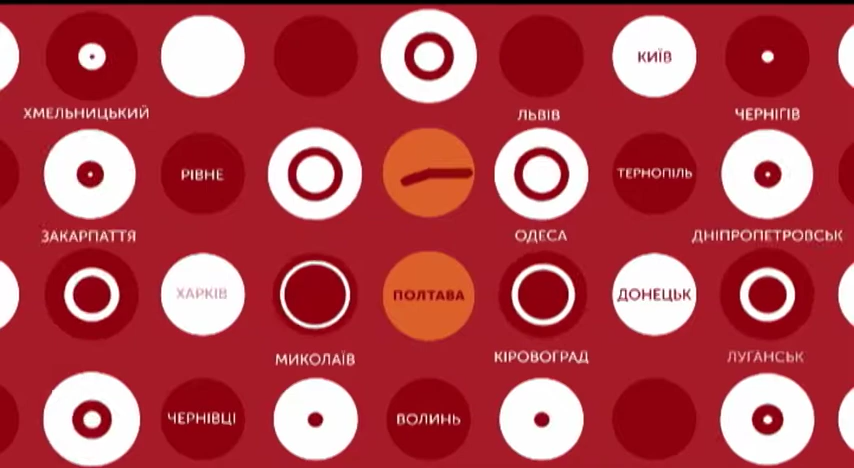 КИЇВ
ХМЕЛЬНИЦЬКИЙ
ЛЬВІВ
ЧЕРНІГІВ
РІВНЕ
ТЕРНОПІЛЬ
ЗАКАРПАТТЯ
ОДЕСА
ДНІПРОПЕТРОВСЬК
ХАРКІВ
ПОЛТАВА
ДОНЕЦЬК
МИКОЛАЇВ
КІРОВОГРАД
ЛУГАНСЬК
ЧЕРНІВЦІ
ВОЛИНЬ